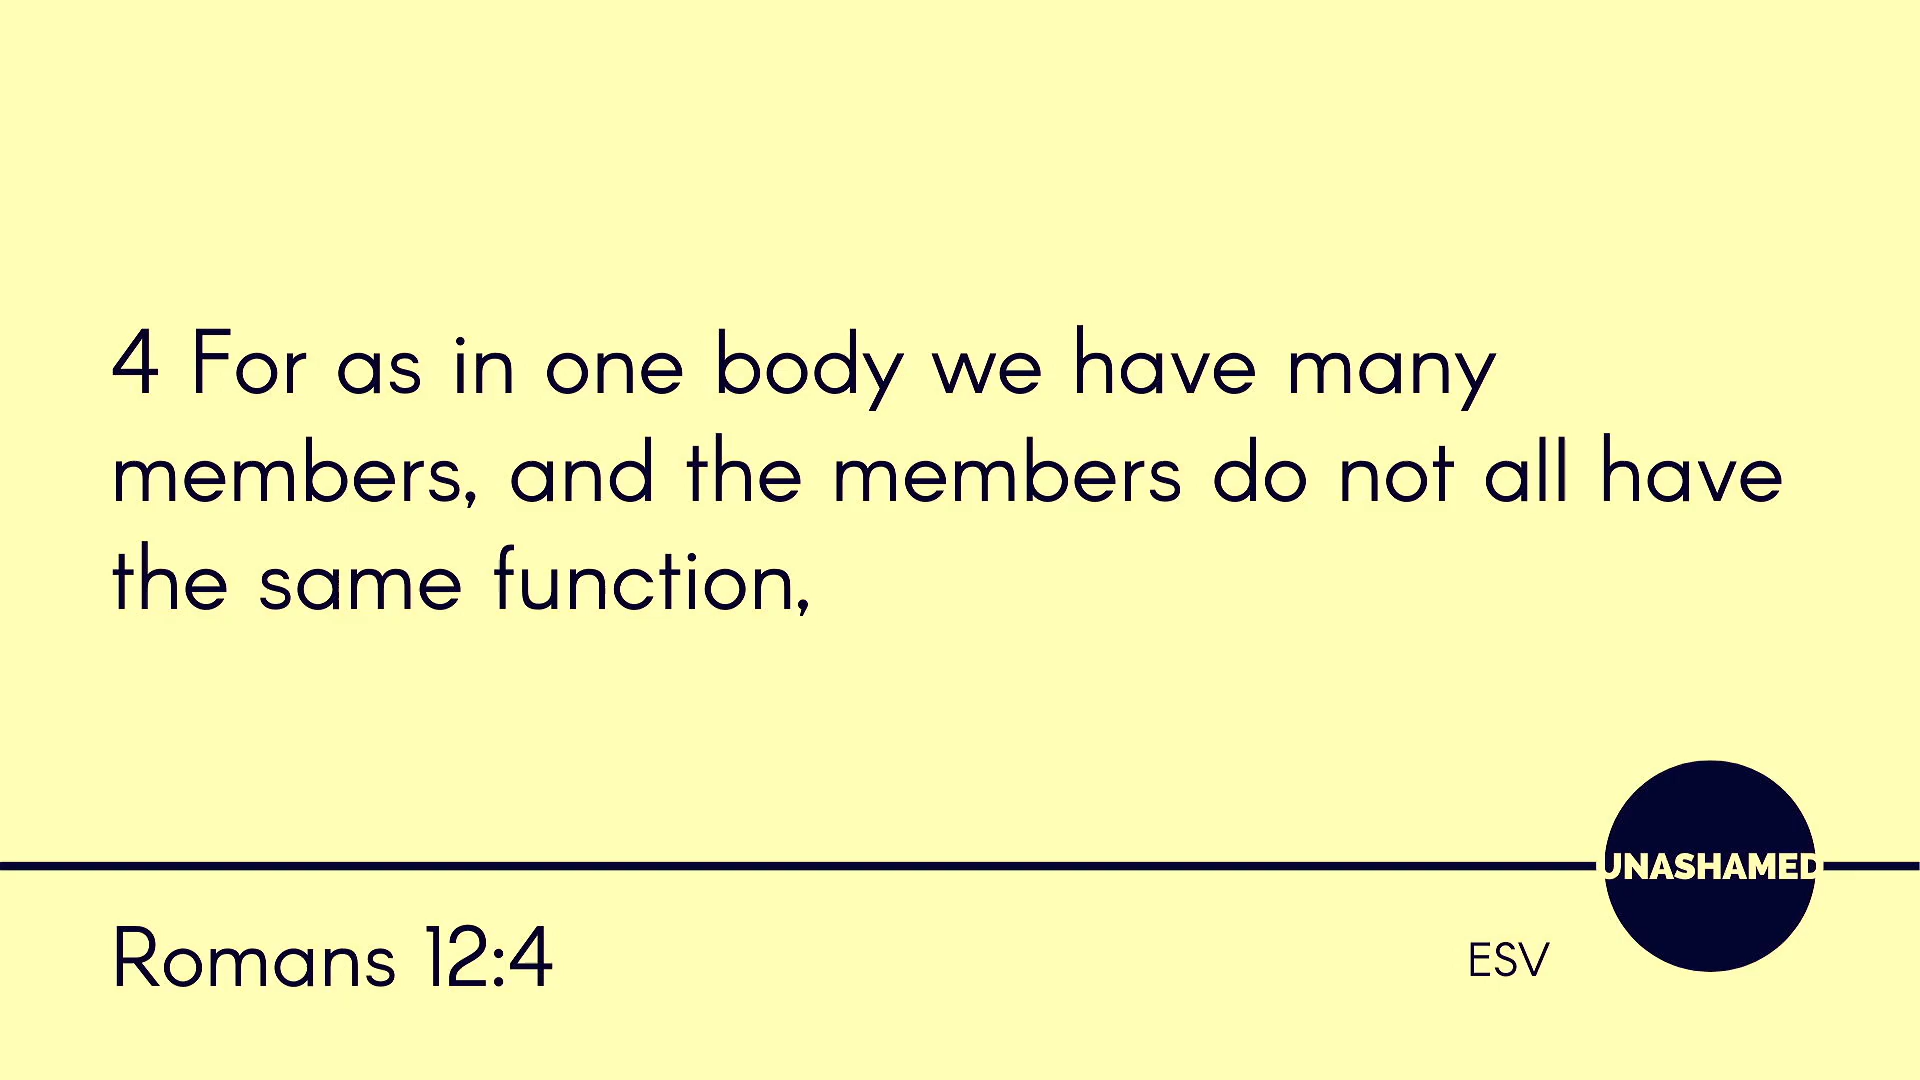 4 For as in one body we have many
members, and the members do not all have
the same function,
UNASHAMED
Romans 12:4
ESV